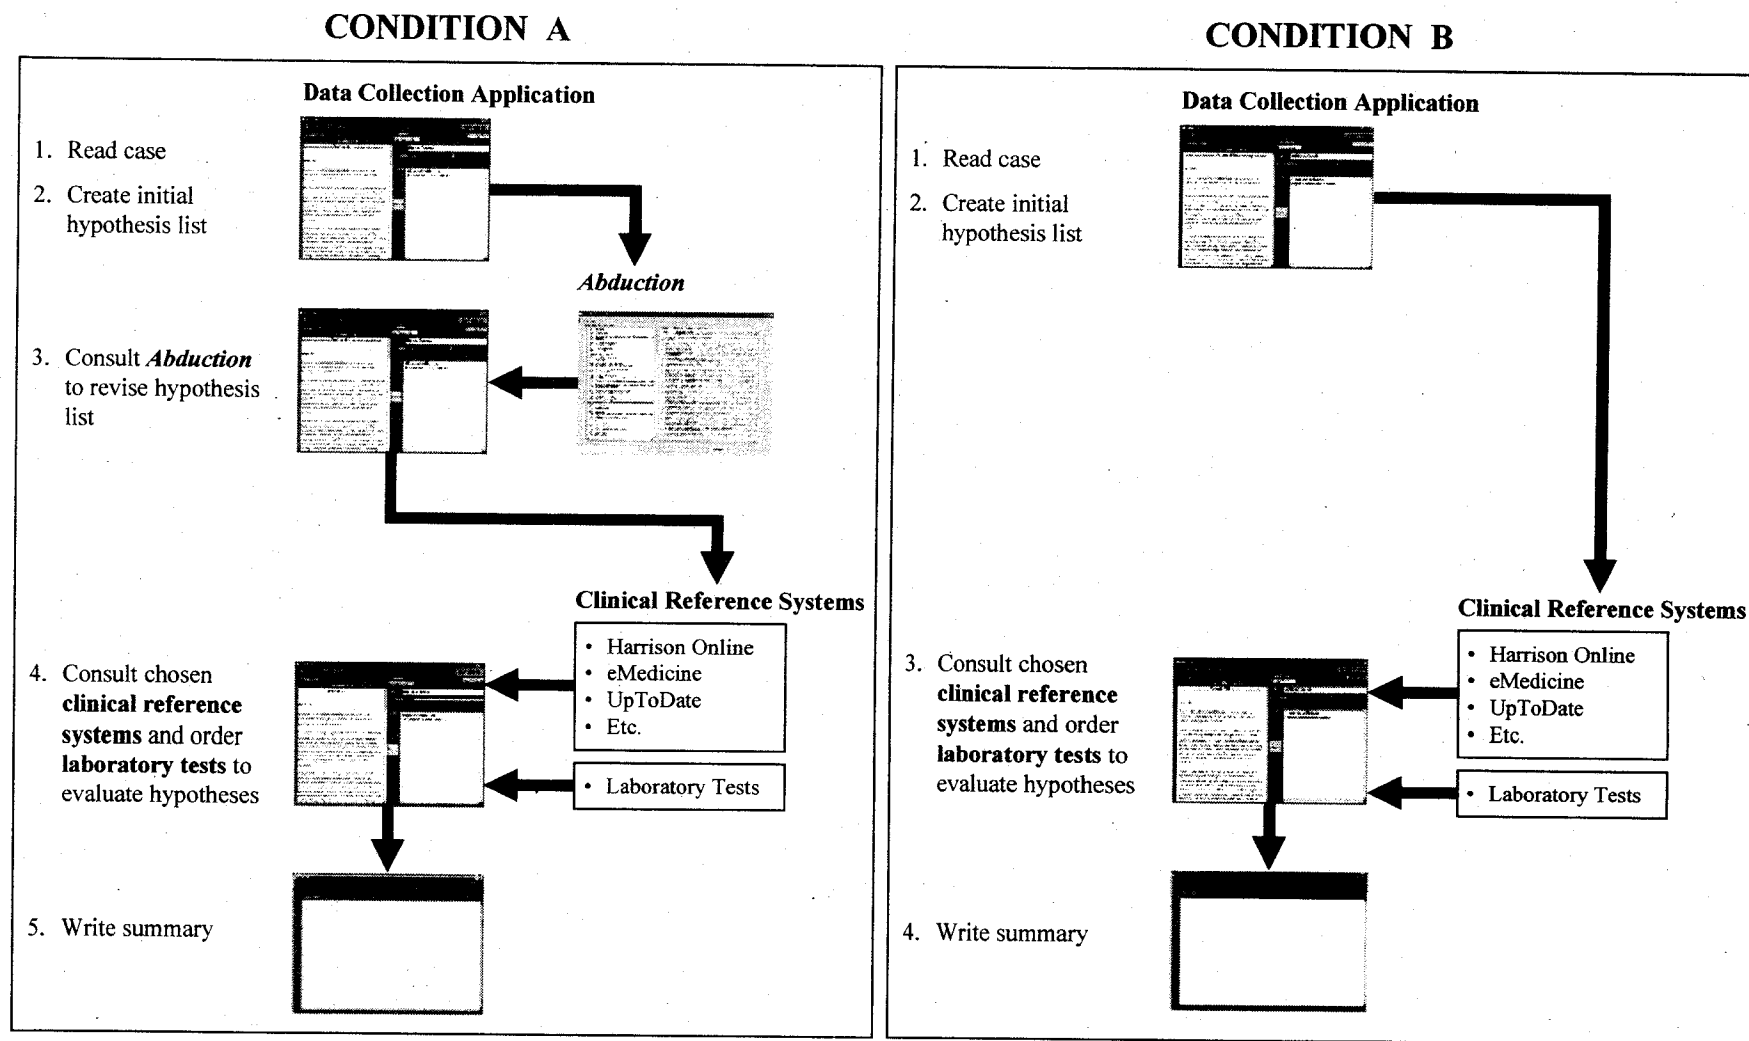 CONDITION A
Data Collection Application
1. Read case
2. Create initial
hypothesis list
Abduction
3. Consult Abduction
to revise hypothesis
list
Clinical Reference Systems
• Harrison Online
• eMedicine
• UpToDate
• Etc.
4. Consult chosen
clinical reference
systems and order
laboratory tests to
evaluate hypotheses
• Laboratory Tests
5. Write summary
CONDITION B
Data Collection Application
1. Read case
2. Create initial
hypothesis list
Clinical Reference Systems
• Harrison Online
• eMedicine
• UpToDate
• Etc.
3. Consult chosen
clinical reference
systems and order
laboratory tests to
evaluate hypotheses
• Laboratory Tests
4. Write summary